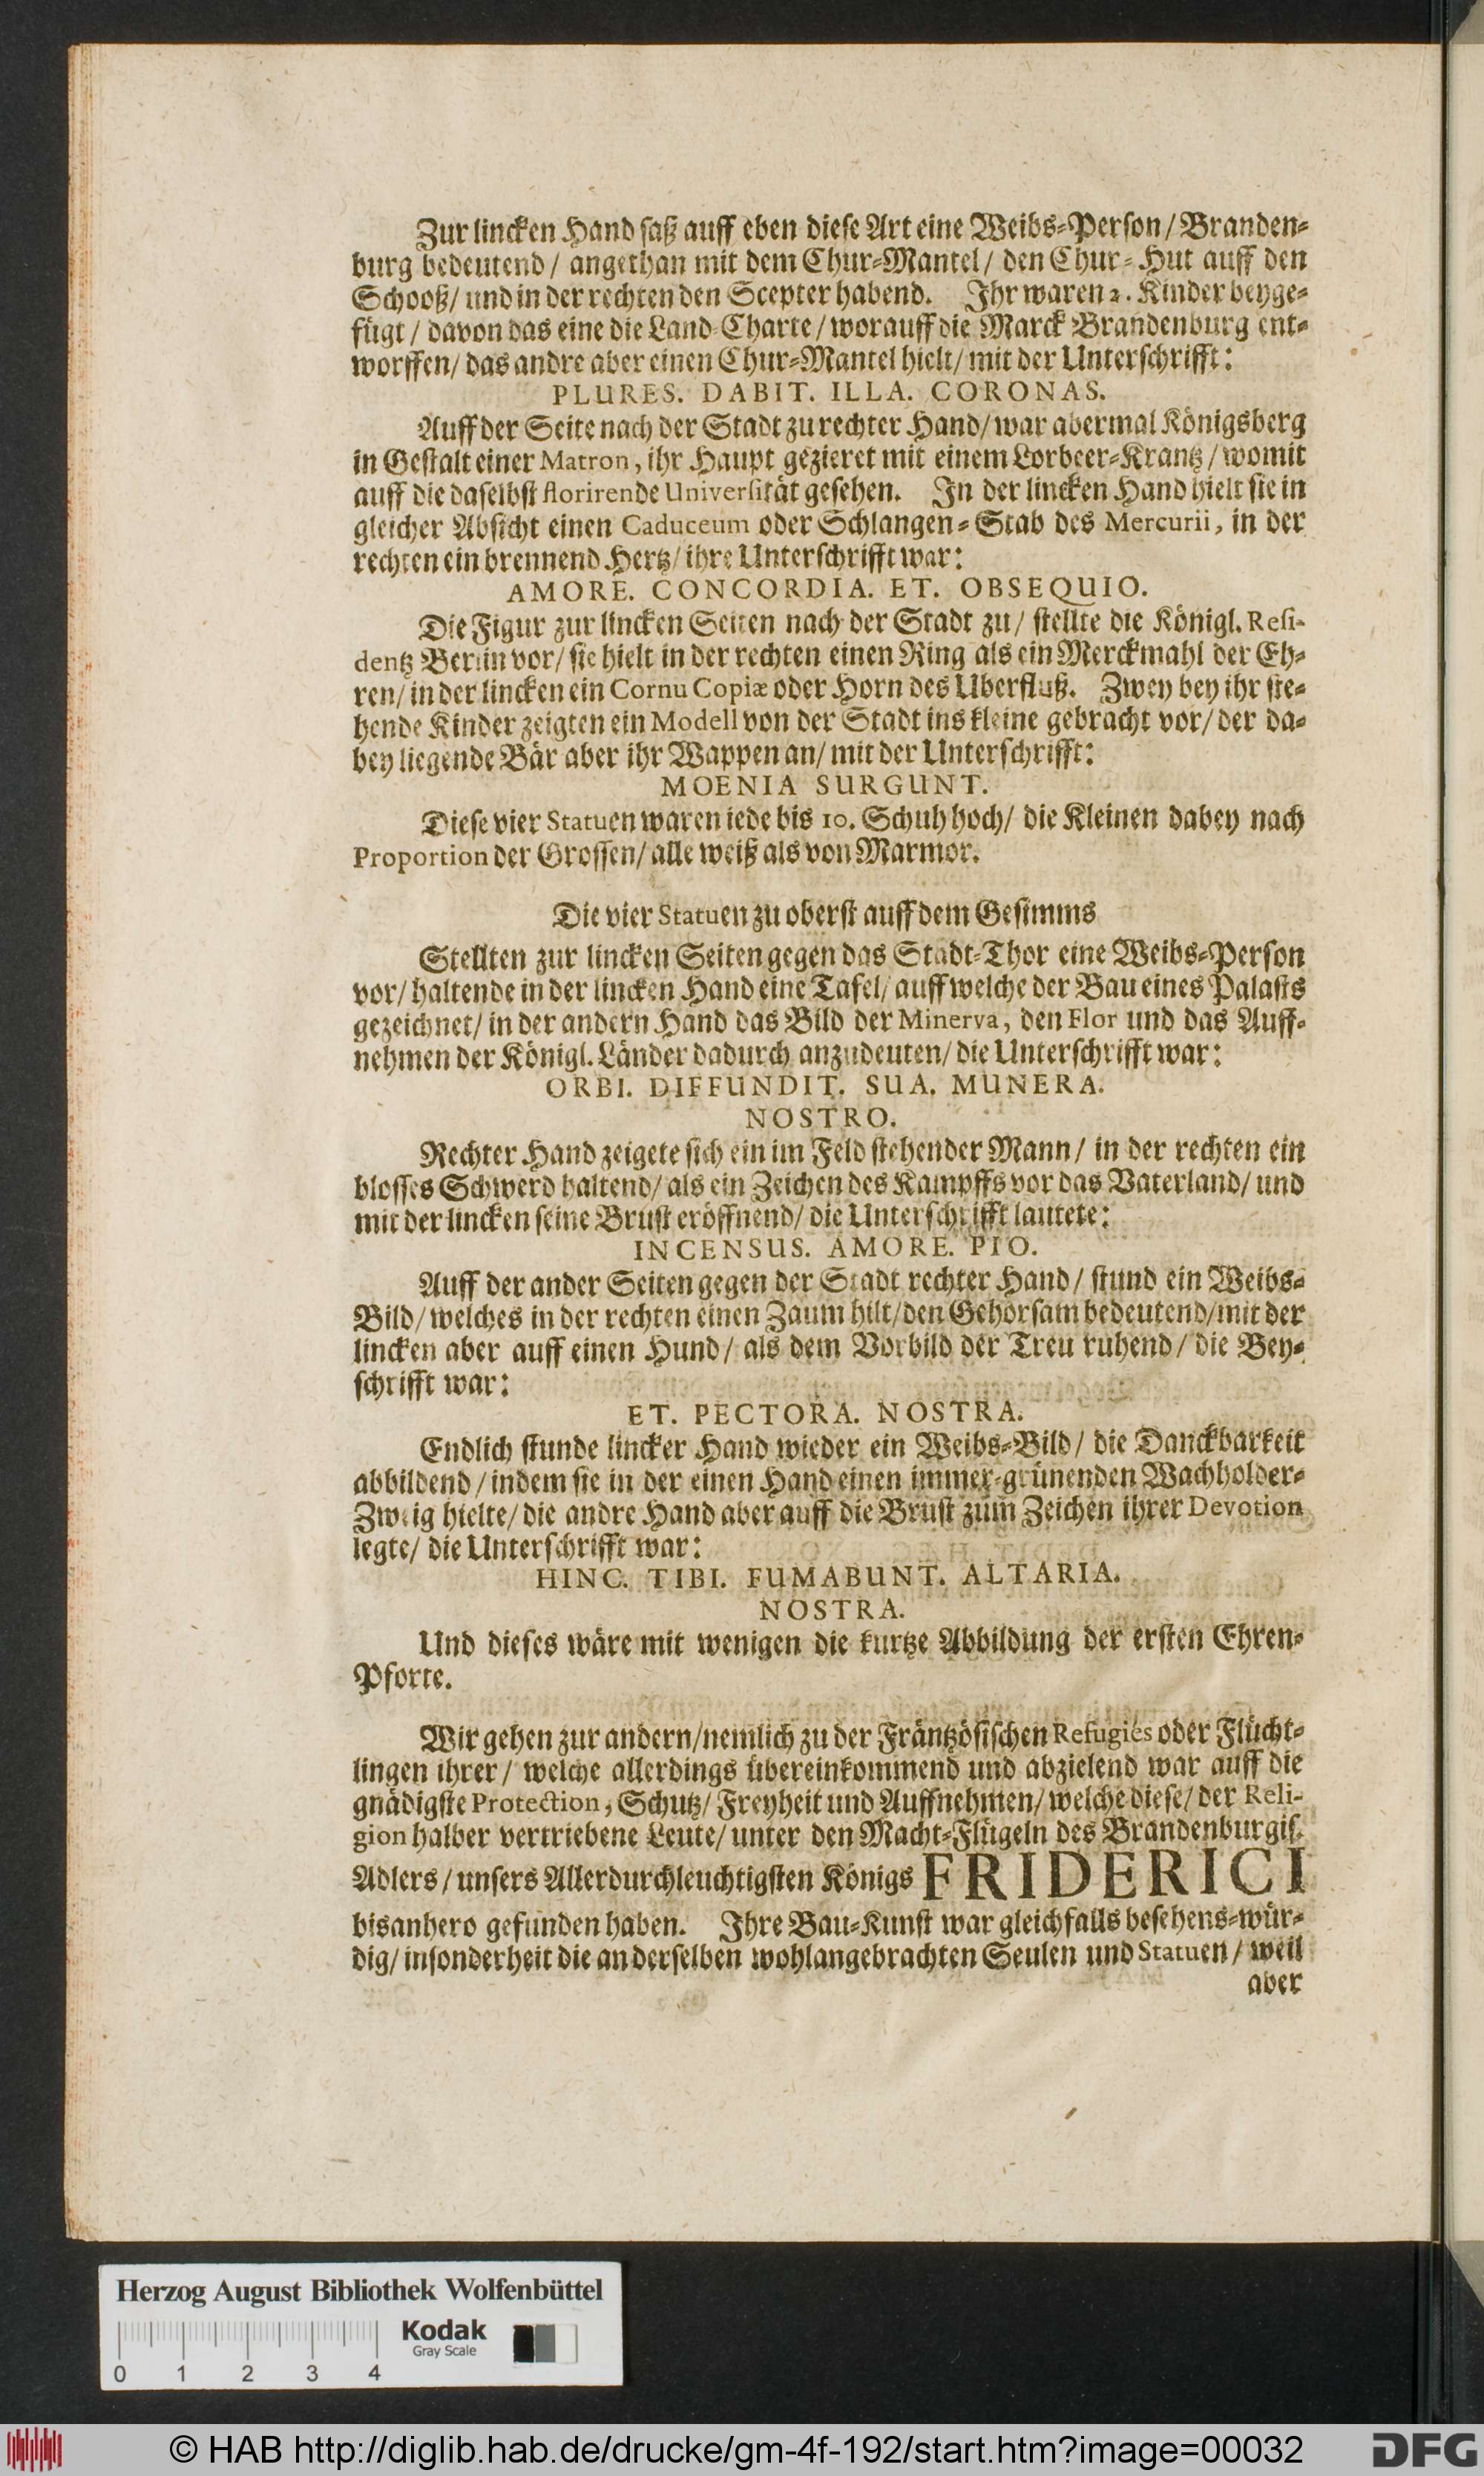 Zur lincken Hand saß auff eben diese Art eine Weibs-Person / Branden-
burg bedeutend / angethan mit dem Chur-Mantel / den Chur-Hut auff den
Schooß / und in der rechten den Scepter habend. Ihr waren 2. Kinder beyge-
fügt / davon das eine die Land-Charte / worauff die Marck Brandenburg ent-
worffen / das andre aber einen Chur-Mantel hielt / mit der Unterschrifft:
PLURES. DABIT. ILLA. CORONAS.
Auff der Seite nach der Stadt zu rechter Hand / war abermal Königsberg
in Gestalt einer Matron, ihr Haupt gezieret mit einem Lorbeer-Krantz / womit
auff die daselbst florirende Universität gesehen. In der lincken Hand hielt sie in
gleicher Absicht einen Caduceum oder Schlangen-Stab des Mercurii, in der
rechten ein brennend Hertz / ihre Unterschrifft war:
AMORE. CONCORDIA. ET. OBSEQUIO.
Die Figur zur lincken Seiten nach der Stadt zu / stellte die Königl. Resi-
dentz Berlin vor / sie hielt in der rechten einen Ring als ein Merckmahl der Eh-
ren / in der lincken ein Cornu Copiæ oder Horn des Uberfluß. Zwey bey ihr ste-
hende Kinder zeigten ein Modell von der Stadt ins kleine gebracht vor / der da-
bey liegende Bär aber ihr Wappen an / mit der Unterschrifft:
MOENIA SURGUNT.
Diese vier Statuen waren iede bis 10. Schuh hoch / die Kleinen dabey nach
Proportion der Grossen / alle weiß als von Marmor.
Die vier Statuen zu oberst auff dem Gesimms
Stellten zur lincken Seiten gegen das Stadt-Thor eine Weibs-Person
vor / haltende in der lincken Hand eine Tafel / auff welche der Bau eines Palasts
gezeichnet / in der andern Hand das Bild der Minerva, den Flor und das Auff-
nehmen der Königl. Länder dadurch anzudeuten / die Unterschrifft war:
ORBI. DIFFUNDIT. SUA. MUNERA.
NOSTRO.
Rechter Hand zeigete sich ein im Feld stehender Mann / in der rechten ein
blosses Schwerd haltend / als ein Zeichen des Kampffs vor das Vaterland / und
mit der lincken seine Brust eröffnend / die Unterschrifft lautete:
INCENSUS. AMORE. PIO.
Auff der ander Seiten gegen der Stadt rechter Hand / stund ein Weibs-
Bild / welches in der rechten einen Zaum hilt / den Gehorsam bedeutend / mit der
lincken aber auff einen Hund / als dem Vorbild der Treu ruhend / die Bey-
schrifft war:
ET. PECTORA. NOSTRA.
Endlich stunde lincker Hand wieder ein Weibs-Bild / die Danckbarkeit
abbildend / indem sie in der einen Hand einen immer-grünenden Wachholder-
Zweig hielte / die andre Hand aber auff die Brust zum Zeichen ihrer Devotion
legte / die Unterschrifft war:
HINC. TIBI. FUMABUNT. ALTARIA.
NOSTRA.
Und dieses wäre mit wenigen die kurtze Abbildung der ersten Ehren-
Pforte.
Wir gehen zur andern / nemlich zu der Fräntzösischen Refugiés oder Flücht-
lingen ihrer / welche allerdings übereinkommend und abzielend war auff die
gnädigste Protection, Schutz / Freyheit und Auffnehmen / welche diese / der Reli-
gion halber vertriebene Leute / unter den Macht-Flügeln des Brandenburgis.
Adlers / unsers Allerdurchleuchtigsten Königs FRIDERICI
bisanhero gefunden haben. Ihre Bau-Kunst war gleichfalls besehens-wür-
dig / insonderheit die an derselben wohlangebrachten Seulen und Statuen / weil
aber
Herzog August Bibliothek Wolfenbüttel
Kodak
Gray Scale
0 1 2 3 4
© HAB http://diglib.hab.de/drucke/gm-4f-192/start.htm?image=00032
DFG